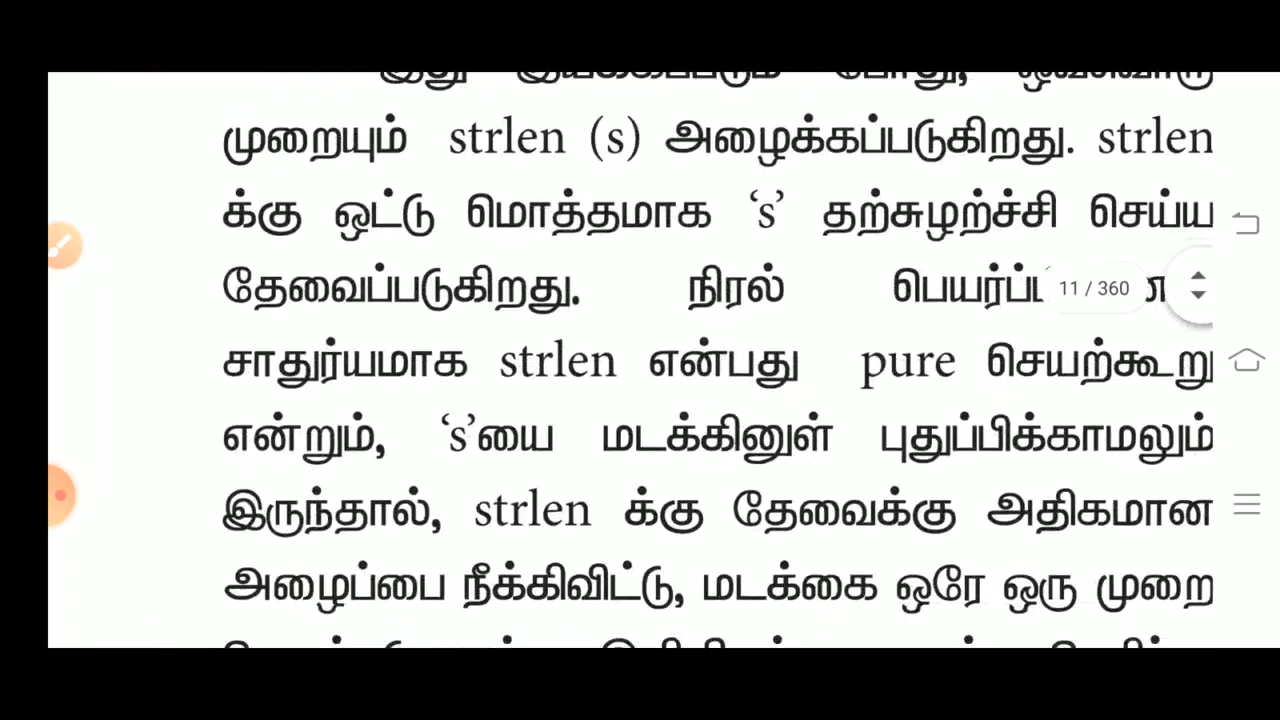 முறையும் strlen (s) அழைக்கப்படுகிறது. strlen
க்கு ஒட்டு மொத்தமாக ‘s’ தற்சுழற்ச்சி செய்ய
தேவைப்படுகிறது. நிரல்
11 / 360
சாதுர்யமாக strlen என்பது pure செயற்கூறு
என்றும், ‘s’யை மடக்கினுள் புதுப்பிக்காமலும்
இருந்தால், strlen க்கு தேவைக்கு அதிகமான
அழைப்பை நீக்கிவிட்டு, மடக்கை ஒரே ஒரு முறை